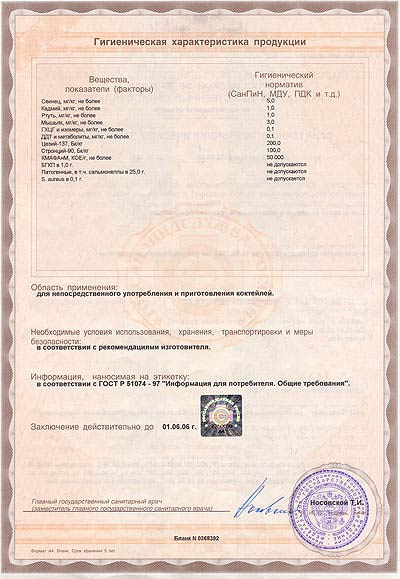 Гигиеническая характеристика продукции
Вещества, показатели (факторы)
Гигиенический норматив (СанПиН, МДУ, ПДК и т.д.)
Свинец, мг/кг, не более 5,0
Кадмий, мг/кг, не более 1,0
Ртуть, мг/кг, не более 1,0
Мышьяк, мг/кг, не более 3,0
ГХЦГ и изомеры, мг/кг, не более 0,1
ДДТ и метаболиты, мг/кг, не более 0,1
Цезий-137, Бк/кг 200,0
Стронций-90, Бк/кг 100,0
КМАФАнМ, КОЕ/г, не более 50 000
БГКП в 1,0 г. не допускаются
Патогенные, в т.ч. сальмонеллы в 25,0 г. не допускаются
S. aureus в 0,1 г. не допускается
Область применения:
для непосредственного употребления и приготовления коктейлей.
Необходимые условия использования, хранения, транспортировки и меры
безопасности:
в соответствии с рекомендациями изготовителя.
Информация, наносимая на этикетку:
в соответствии с ГОСТ Р 51074 - 97 "Информация для потребителя. Общие требования".
Заключение действительно до 01.06.06 г.
Носовской Т.И.
Главный государственный санитарный врач
(заместитель главного государственного санитарного врача)
Бланк N 0368392
Формат А4. Бланк. Срок хранения 5 лет.